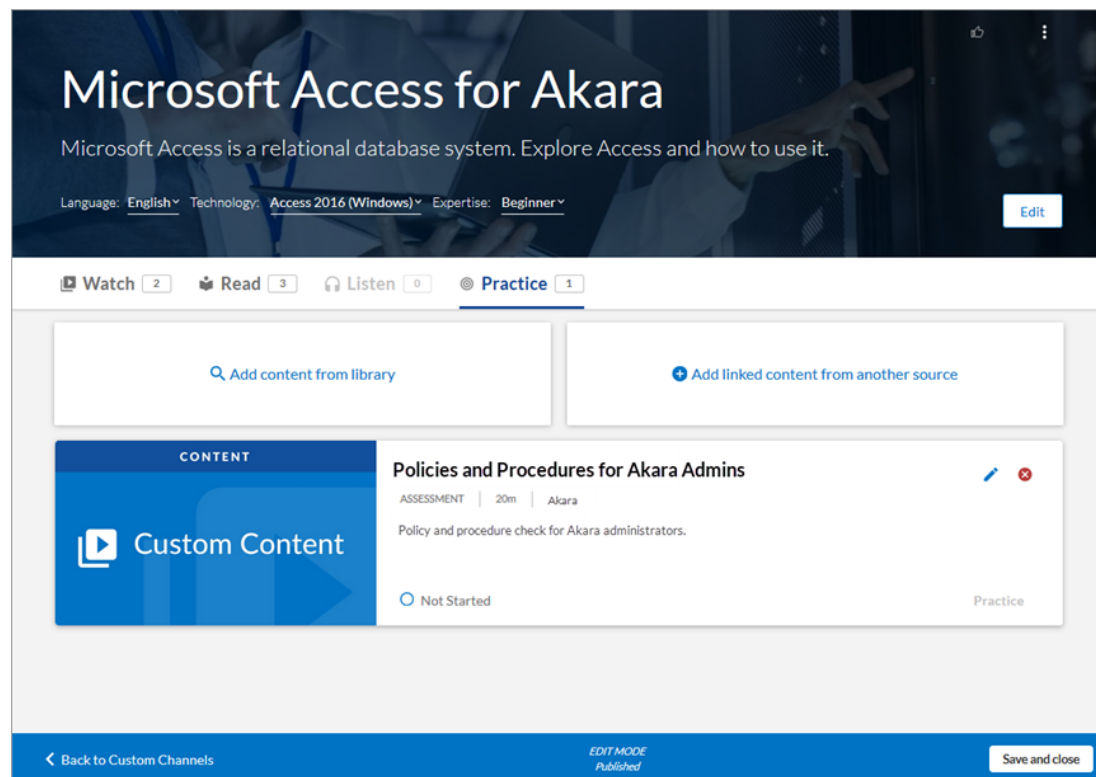 Microsoft Access for Akara
Microsoft Access is a relational database system. Explore Access and how to use it.
Language: English Technology: Access 2016 (Windows) Expertise: Beginner
Edit
Watch 2 Read 3 Listen 0 Practice 1
Add content from library
Add linked content from another source
CONTENT
Custom Content
Policies and Procedures for Akara Admins
ASSESSMENT | 20m | Akara
Policy and procedure check for Akara administrators.
Not Started
Practice
Back to Custom Channels
EDIT MODE
Published
Save and close